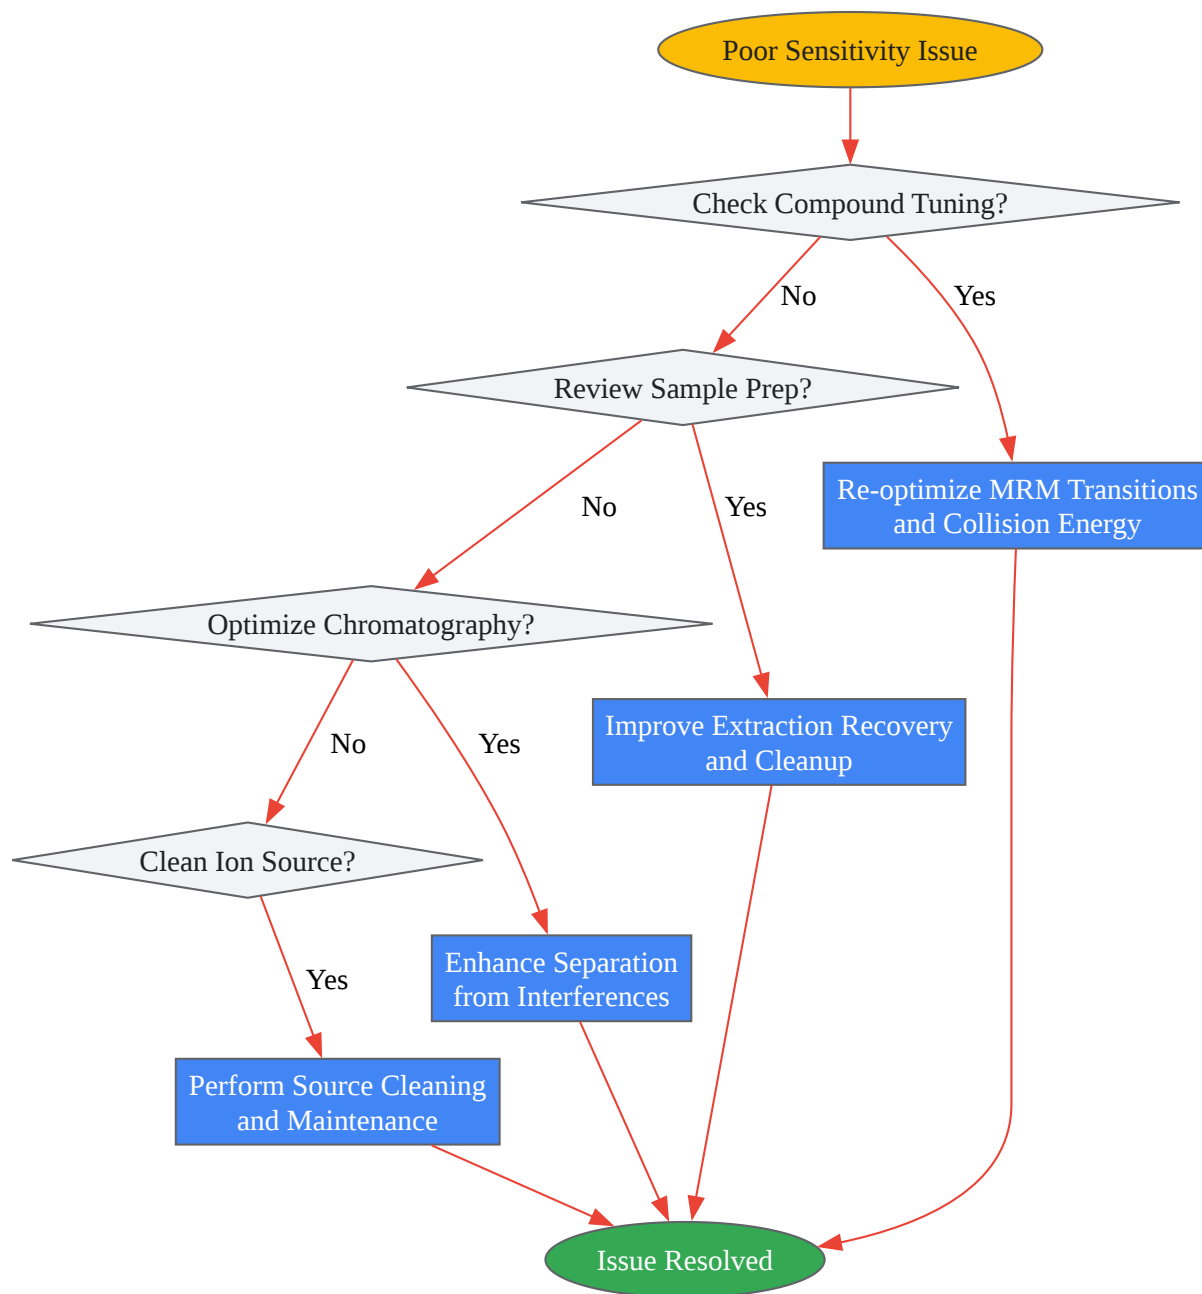 Poor Sensitivity Issue
Check Compound Tuning?
No
Yes
Review Sample Prep?
Re-optimize MRM Transitions
and Collision Energy
No
Yes
Optimize Chromatography?
Improve Extraction Recovery
and Cleanup
No
Yes
Clean Ion Source?
Enhance Separation
from Interferences
Yes
Perform Source Cleaning
and Maintenance
Issue Resolved